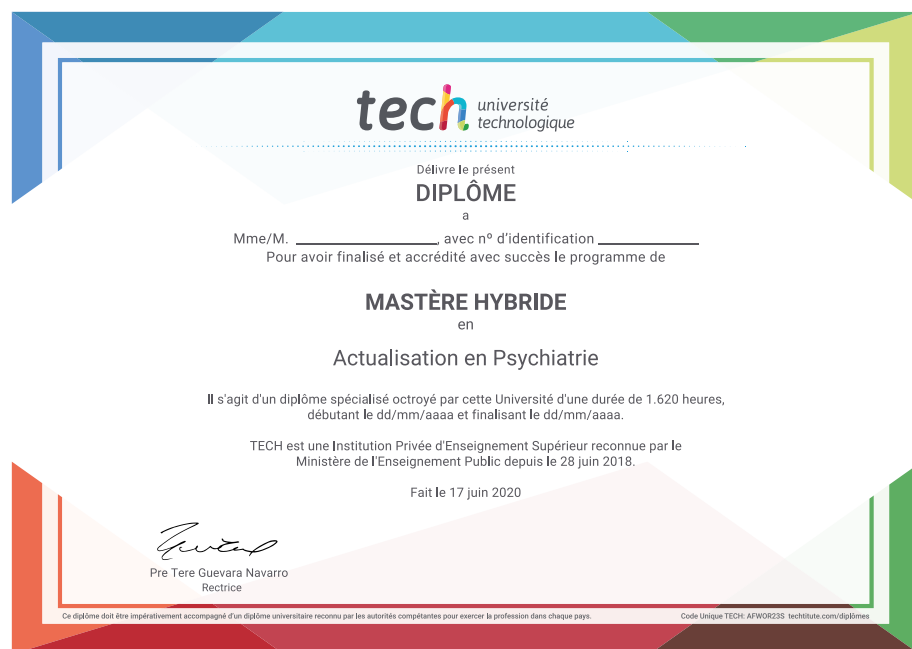 tech université
technologique
Délivre le présent
DIPLÔME
a
Mme/M. ____________________, avec nº d'identification ______________
Pour avoir finalisé et accrédité avec succès le programme de
MASTÈRE HYBRIDE
en
Actualisation en Psychiatrie
Il s'agit d'un diplôme spécialisé octroyé par cette Université d'une durée de 1.620 heures,
débutant le dd/mm/aaaa et finalisant le dd/mm/aaaa.
TECH est une Institution Privée d'Enseignement Supérieur reconnue par le
Ministère de l'Enseignement Public depuis le 28 juin 2018.
Fait le 17 juin 2020
Pre Tere Guevara Navarro
Rectrice
Ce diplôme doit être impérativement accompagné d'un diplôme universitaire reconnu par les autorités compétantes pour exercer la profession dans chaque pays.
Code Unique TECH: AFWOR23S techtitute.com/diplômes